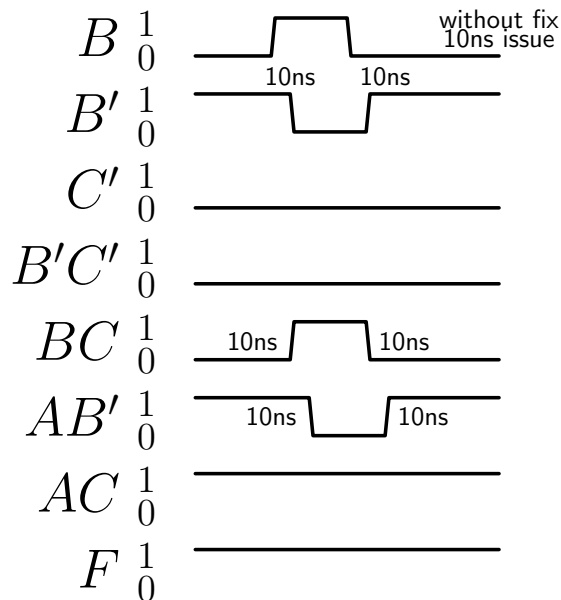 B 1 without fix
0 10ns issue
10ns 10ns
B′ 1
0
C′ 1
0
B′C′ 1
0
BC 1
10ns 10ns
0
AB′ 1
10ns 10ns
0
AC 1
0
F 1
0